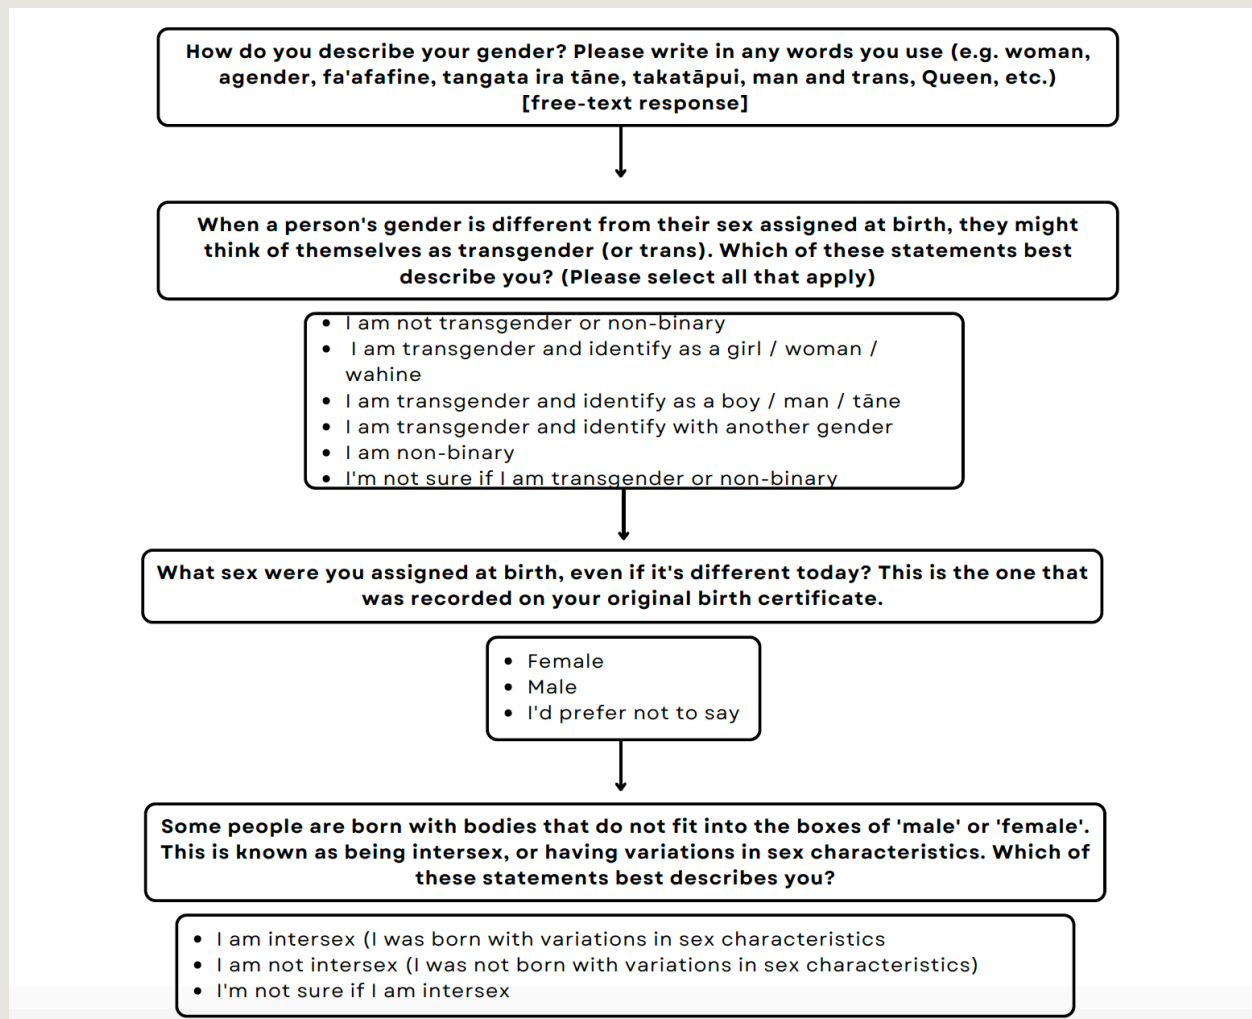 How do you describe your gender? Please write in any words you use (e.g. woman,
agender, fa'afafine, tangata ira tāne, takatāpui, man and trans, Queen, etc.)
[free-text response]
When a person's gender is different from their sex assigned at birth, they might
think of themselves as transgender (or trans). Which of these statements best
describe you? (Please select all that apply)
• I am not transgender or non-binary
• I am transgender and identify as a girl / woman /
wahine
• I am transgender and identify as a boy / man / tāne
• I am transgender and identify with another gender
• I am non-binary
• I'm not sure if I am transgender or non-binary
What sex were you assigned at birth, even if it's different today? This is the one that
was recorded on your original birth certificate.
• Female
• Male
• I'd prefer not to say
Some people are born with bodies that do not fit into the boxes of 'male' or 'female'.
This is known as being intersex, or having variations in sex characteristics. Which of
these statements best describes you?
• I am intersex (I was born with variations in sex characteristics
• I am not intersex (I was not born with variations in sex characteristics)
• I'm not sure if I am intersex